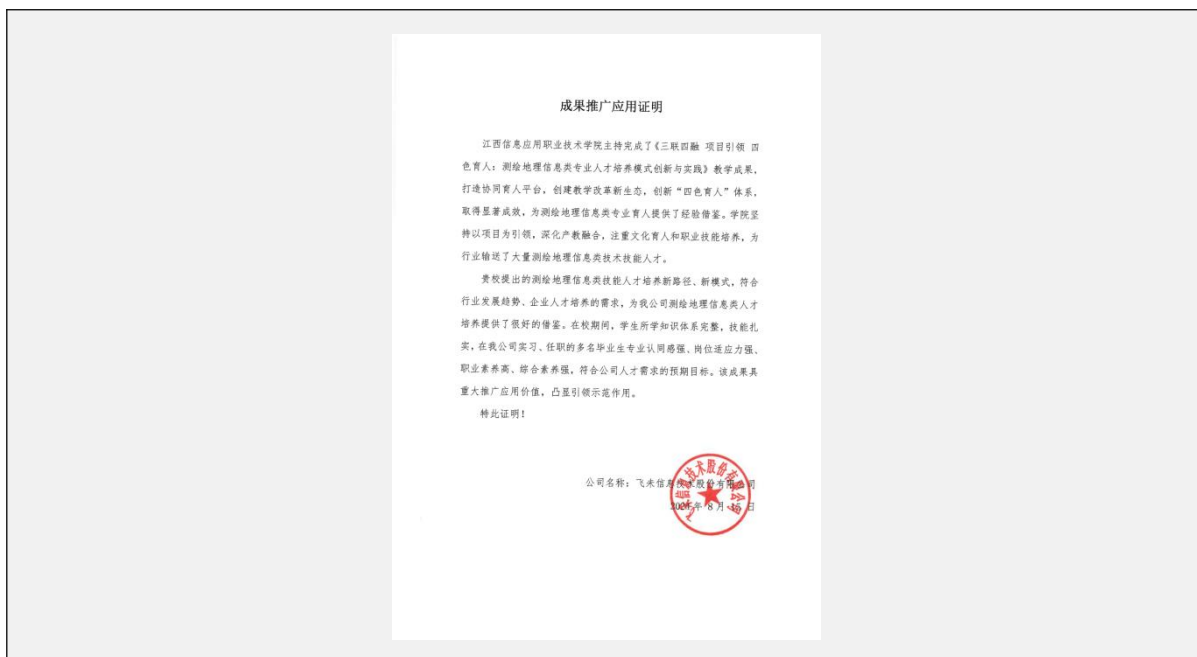 成果推广应用证明
江西信息应用职业技术学院主持完成了《三联四融 项目引领 四
色育人：测绘地理信息类专业人才培养模式创新与实践》教学成果，
打造协同育人平台，创建教学改革新生态，创新“四色育人”体系，
取得显著成效，为测绘地理信息类专业育人提供了经验借鉴。学院坚
持以项目为引领，深化产教融合，注重文化育人和职业技能培养，为
行业输送了大量测绘地理信息类技术技能人才。
贵校提出的测绘地理信息类技能人才培养新路径、新模式，符合
行业发展趋势、企业人才培养的需求，为我公司测绘地理信息类人才
培养提供了很好的借鉴。在校期间，学生所学知识体系完整，技能扎
实，在我公司实习、任职的多名毕业生专业认同感强、岗位适应力强、
职业素养高、综合素养强，符合公司人才需求的预期目标。该成果具
重大推广应用价值，凸显引领示范作用。
特此证明！
公司名称：飞未信息技术股份有限公司
年 8 月 日
信息技术股份有限公司